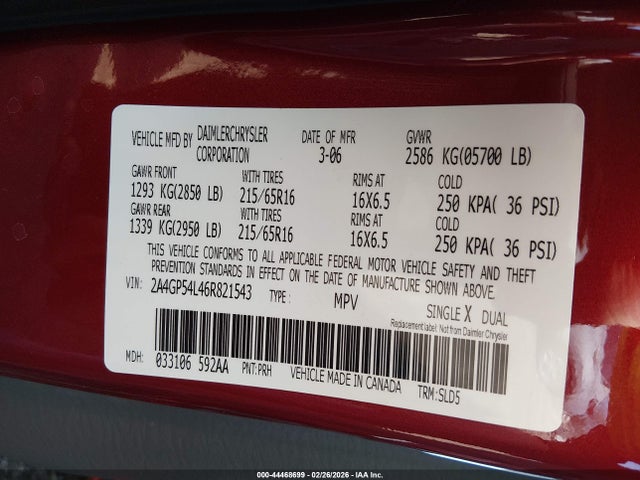 VEHICLE MFD BY DAIMLERCHRYSLER CORPORATION DATE OF MFR 3-06 GVWR 2586 KG(05700 LB)
GAWR FRONT WITH TIRES RIMS AT COLD
1293 KG(2850 LB) 215/65R16 16X6.5 250 KPA( 36 PSI)
GAWR REAR WITH TIRES RIMS AT COLD
1339 KG(2950 LB) 215/65R16 16X6.5 250 KPA( 36 PSI)
THIS VEHICLE CONFORMS TO ALL APPLICABLE FEDERAL MOTOR VEHICLE SAFETY AND THEFT
PREVENTION STANDARDS IN EFFECT ON THE DATE OF MANUFACTURE SHOWN ABOVE.
VIN: 2A4GP54L46R821543 TYPE: MPV SINGLE X DUAL
Replacement label: Not from Daimler Chrysler
MDH: 033106 592AA PNT: PRH VEHICLE MADE IN CANADA TRM: SLD5
000-44468699 - 02/26/2026 - IAA Inc.